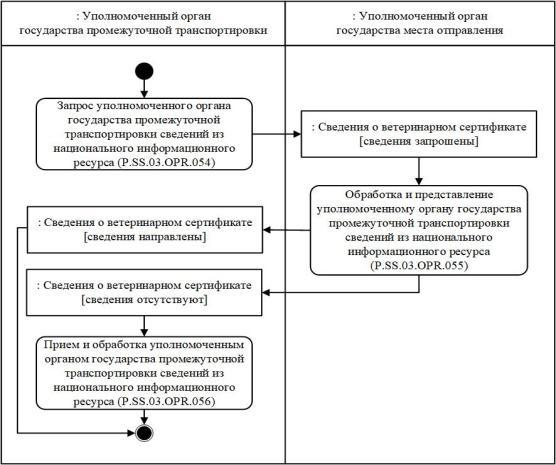 : Уполномоченный орган
государства промежуточной транспортировки
: Уполномоченный орган
государства места отправления
Запрос уполномоченного органа
государства промежуточной
транспортировки сведений из
национального информационного
ресурса (P.SS.03.OPR.054)
: Сведения о ветеринарном сертификате
[сведения запрошены]
Обработка и представление
уполномоченному органу государства
промежуточной транспортировки
сведений из национального
информационного ресурса
(P.SS.03.OPR.055)
: Сведения о ветеринарном сертификате
[сведения направлены]
: Сведения о ветеринарном сертификате
[сведения отсутствуют]
Прием и обработка уполномоченным
органом государства промежуточной
транспортировки сведений из
национального информационного
ресурса (P.SS.03.OPR.056)